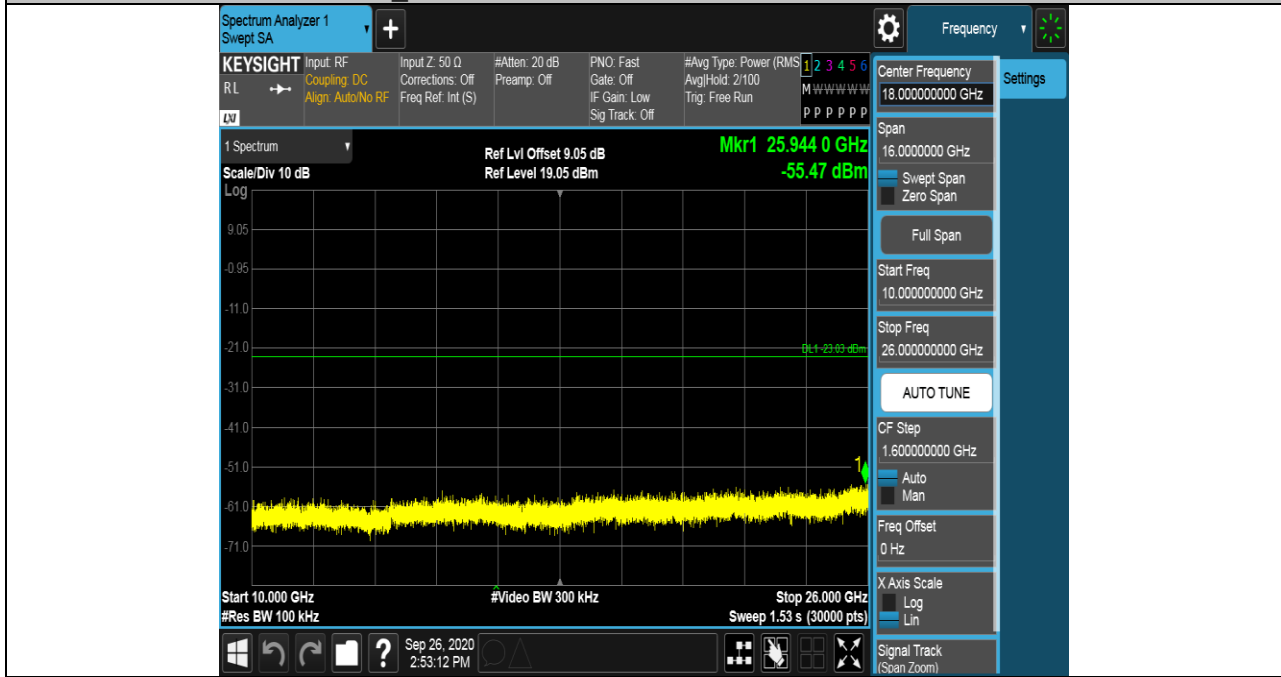 Spectrum Analyzer 1
Swept SA
+
Frequency
KEYSIGHT
RL
LXI
Input: RF
Coupling: DC
Align: Auto/No RF
Input Z: 50 Ω
Corrections: Off
Freq Ref: Int (S)
#Atten: 20 dB
Preamp: Off
PNO: Fast
Gate: Off
IF Gain: Low
Sig Track: Off
#Avg Type: Power (RMS
Avg|Hold: 2/100
Trig: Free Run
1 2 3 4 5 6
M W W W W W
P P P P P P
1 Spectrum
Scale/Div 10 dB
Ref Lvl Offset 9.05 dB
Ref Level 19.05 dBm
Mkr1 25.944 0 GHz
-55.47 dBm
Log
9.05
-0.95
-11.0
-21.0
DL1 -23.03 dBm
-31.0
-41.0
-51.0
1
-61.0
-71.0
Start 10.000 GHz
#Video BW 300 kHz
Stop 26.000 GHz
#Res BW 100 kHz
Sweep 1.53 s (30000 pts)
?
Sep 26, 2020
2:53:12 PM
Center Frequency
18.000000000 GHz
Settings
Span
16.0000000 GHz
Swept Span
Zero Span
Full Span
Start Freq
10.000000000 GHz
Stop Freq
26.000000000 GHz
AUTO TUNE
CF Step
1.600000000 GHz
Auto
Man
Freq Offset
0 Hz
X Axis Scale
Log
Lin
Signal Track
(Span Zoom)